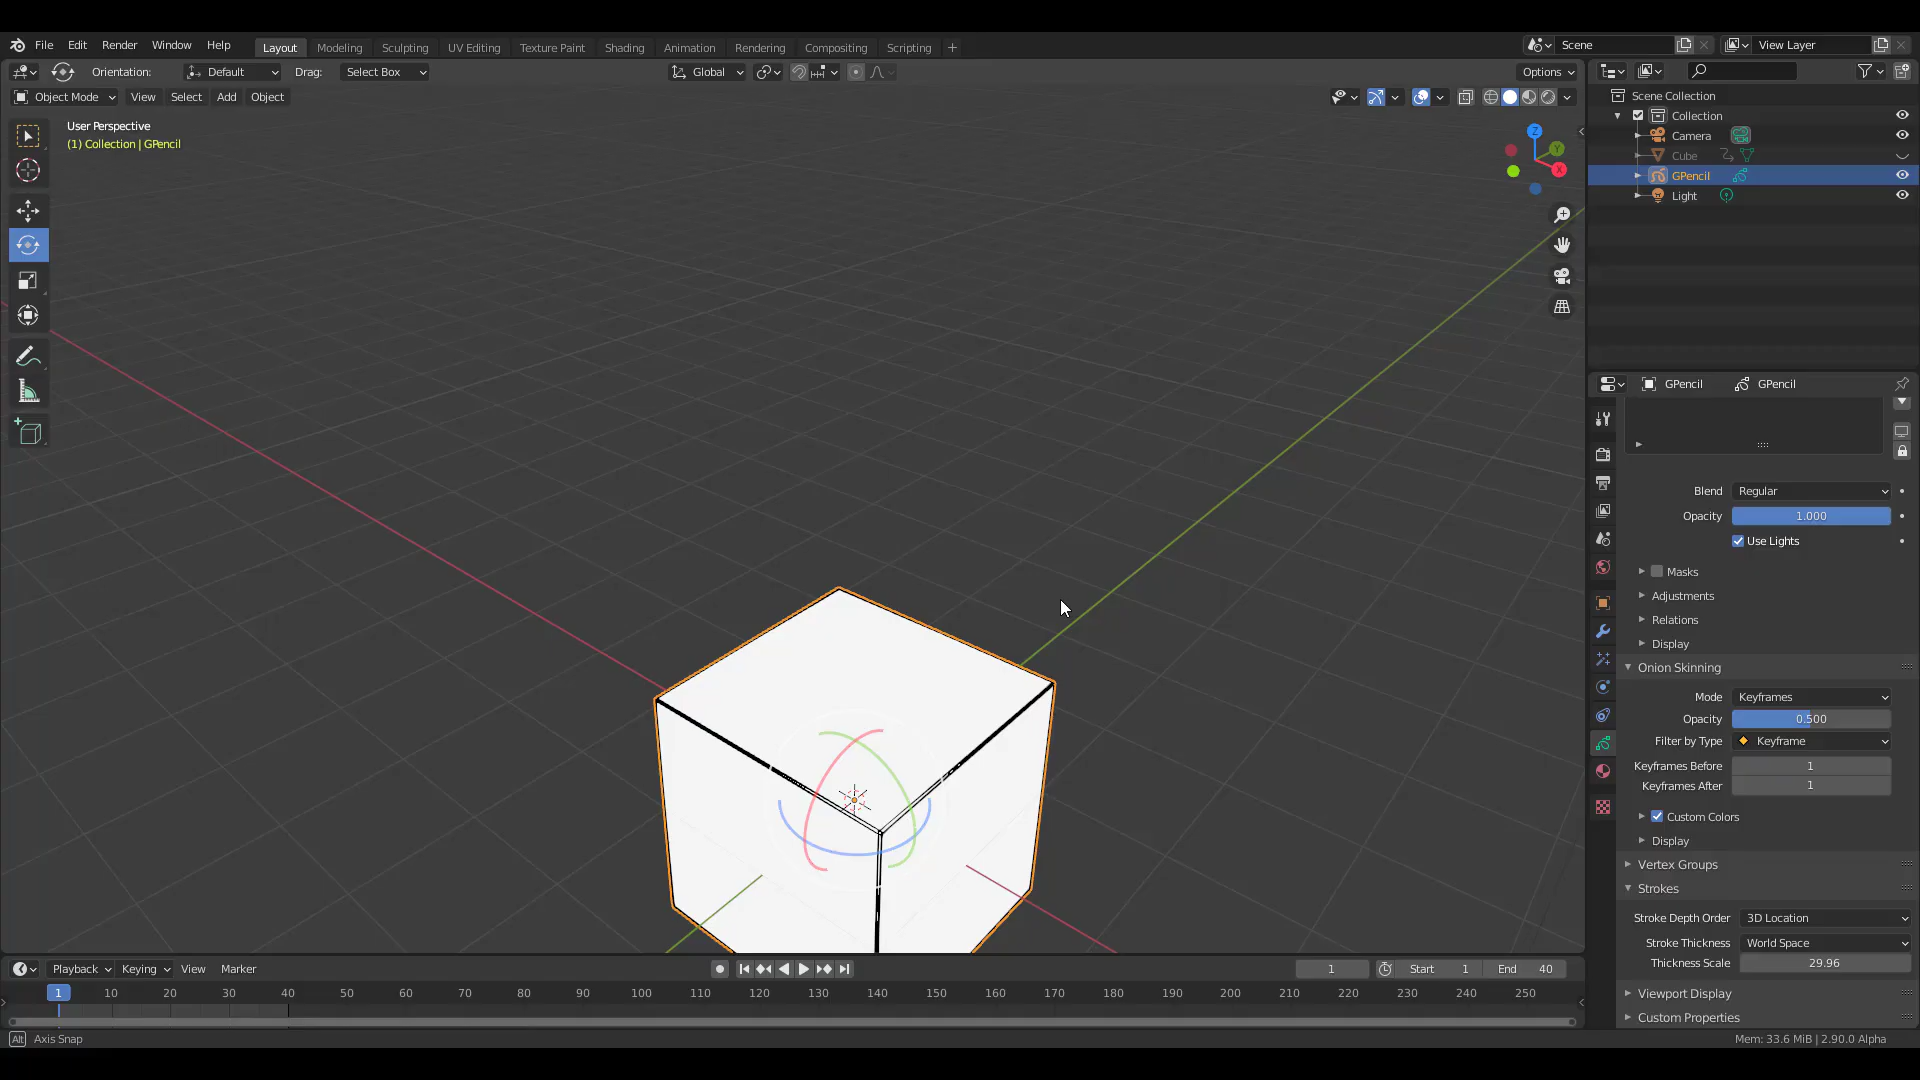 File Edit Render Window Help Layout Modeling Sculpting UV Editing Texture Paint Shading Animation Rendering Compositing Scripting + Scene View Layer
Orientation: Default Drag: Select Box Global Options
Object Mode View Select Add Object
User Perspective
(1) Collection | GPencil
Z
Y
X
Scene Collection
Collection
Camera
Cube
GPencil
Light
GPencil GPencil
Blend Regular
Opacity 1.000
Use Lights
Masks
Adjustments
Relations
Display
Onion Skinning
Mode Keyframes
Opacity 0.500
Filter by Type Keyframe
Keyframes Before 1
Keyframes After 1
Custom Colors
Display
Vertex Groups
Strokes
Stroke Depth Order 3D Location
Stroke Thickness World Space
Thickness Scale 29.96
Viewport Display
Custom Properties
Playback Keying View Marker 1 Start 1 End 40
1 10 20 30 40 50 60 70 80 90 100 110 120 130 140 150 160 170 180 190 200 210 220 230 240 250
Alt Axis Snap Mem: 33.6 MiB | 2.90.0 Alpha